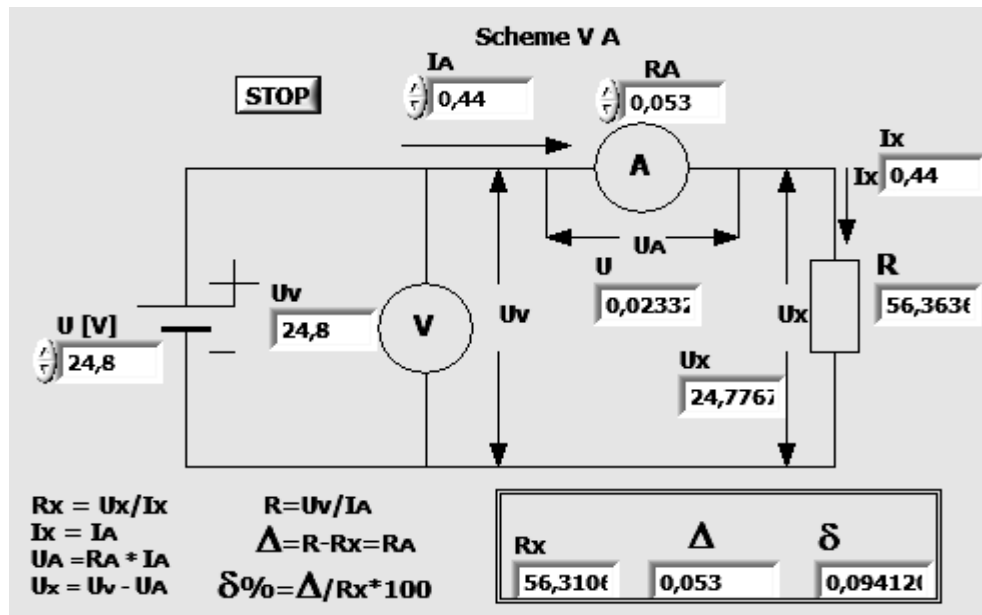 Scheme V A
IA
RA
STOP
0,44
0,053
Ix
A
Ix
0,44
UA
Uv
U
R
24,8
V
Uv
0,02332
Ux
56,3636
U [V]
24,8
Ux
24,7767
Rx = Ux/Ix
Ix = IA
UA =RA * IA
Ux = Uv - UA
R=Uv/IA
Δ=R-Rx=RA
δ%=Δ/Rx*100
Rx
Δ
δ
56,3106
0,053
0,09412